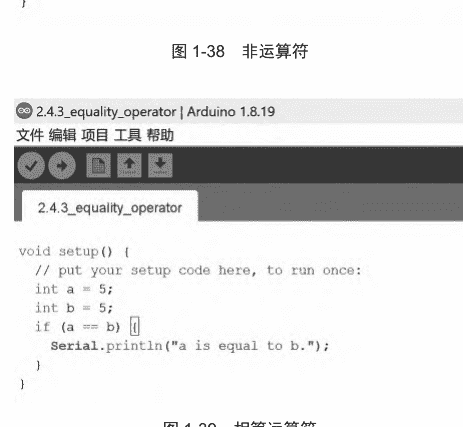 }
图 1-38 非运算符
2.4.3_equality_operator | Arduino 1.8.19
文件 编辑 项目 工具 帮助
2.4.3_equality_operator
void setup() {
// put your setup code here, to run once:
int a = 5;
int b = 5;
if (a == b) {
Serial.println("a is equal to b.");
}
}
图 1-39 相等运算符